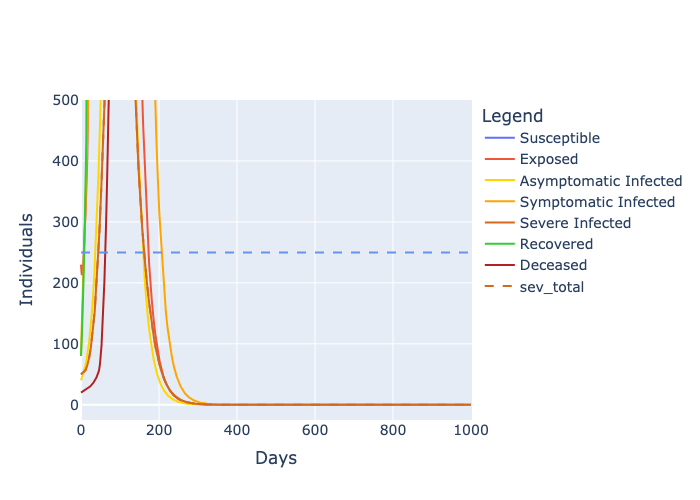 500
400
300
200
100
0
Individuals
0 200 400 600 800 1000
Days
Legend
Susceptible
Exposed
Asymptomatic Infected
Symptomatic Infected
Severe Infected
Recovered
Deceased
sev_total